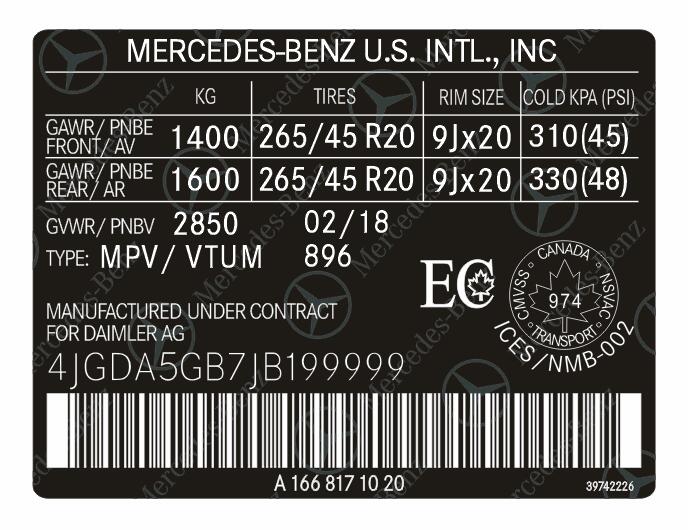 MERCEDES-BENZ U.S. INTL., INC
KG TIRES RIM SIZE COLD KPA (PSI)
GAWR/ PNBE
FRONT/ AV 1400 265/45 R20 9Jx20 310(45)
GAWR/ PNBE
REAR/ AR 1600 265/45 R20 9Jx20 330(48)
GVWR/ PNBV 2850 02/18
TYPE: MPV/ VTUM 896
EC
CANADA
CMVSS NSVAC
974
TRANSPORT
ICES/NMB-002
MANUFACTURED UNDER CONTRACT
FOR DAIMLER AG
4JGDA5GB7JB199999
A 166 817 10 20
39742226
Mercedes-Benz